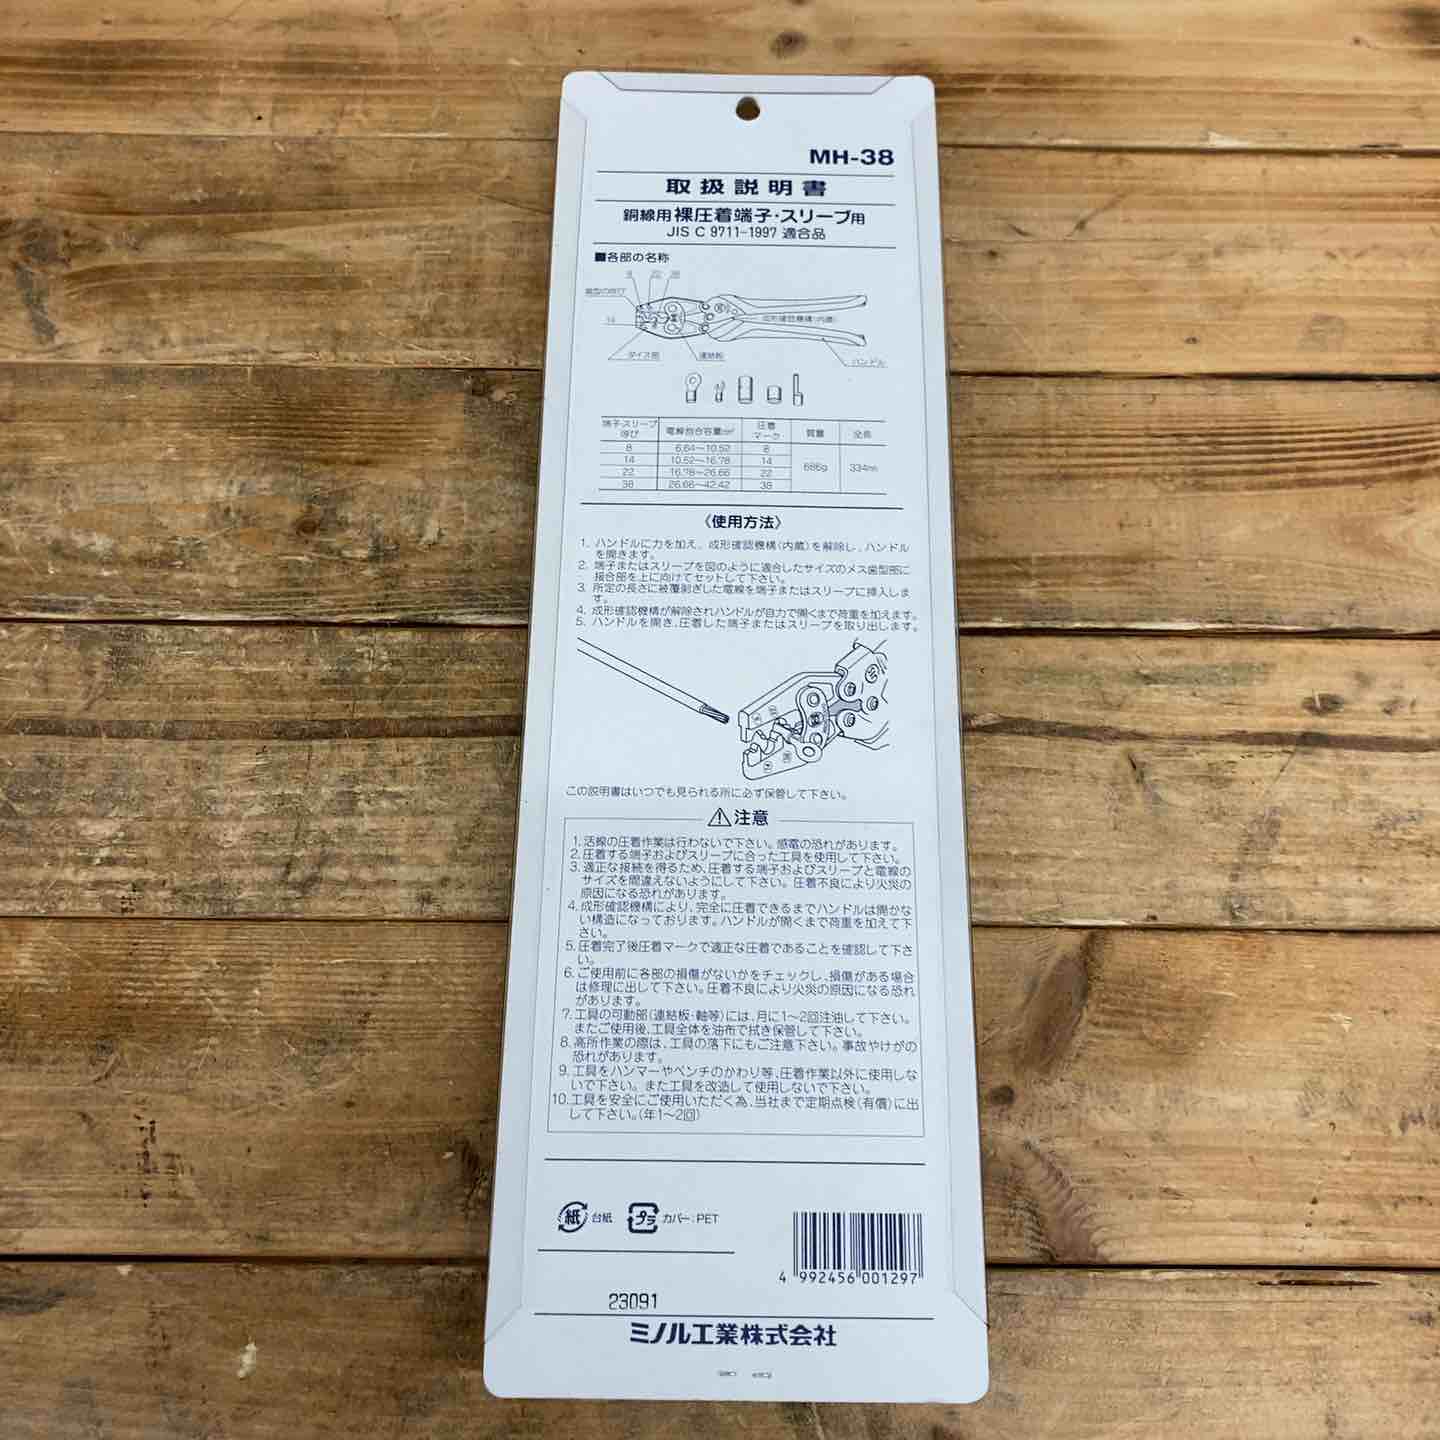 MH-38
取扱説明書
銅線用 裸圧着端子・スリーブ用
JIS C 9711-1997 適合品
■各部の名称
8 22 38
歯型の呼び
14
成形確認機構(内蔵)
ダイス部
連結板
ハンドル
端子・スリーブ呼び 電線抱合容量mm² 圧着マーク 質量 全長
8 6.64〜10.52 8
14 10.52〜16.78 14
22 16.78〜26.66 22
38 26.66〜42.42 38
686g 334mm
〈使用方法〉
1. ハンドルに力を加え、成形確認機構(内蔵)を解除し、ハンドル
を開きます。
2. 端子またはスリーブを図のように適合したサイズのメス歯型部に
接合部を上に向けてセットして下さい。
3. 所定の長さに被覆剥ぎした電線を端子またはスリーブに挿入しま
す。
4. 成形確認機構が解除されハンドルが自力で開くまで荷重を加えます。
5. ハンドルを開き、圧着した端子またはスリーブを取り出します。
この説明書はいつでも見られる所に必ず保管して下さい。
⚠注意
1. 活線の圧着作業は行わないで下さい。感電の恐れがあります。
2. 圧着する端子およびスリーブに合った工具を使用して下さい。
3. 適正な接続を得るため、圧着する端子およびスリーブと電線の
サイズを間違えないようにして下さい。圧着不良により火災の
原因になる恐れがあります。
4. 成形確認機構により、完全に圧着できるまでハンドルは開かな
い構造になっております。ハンドルが開くまで荷重を加えて下
さい。
5. 圧着完了後圧着マークで適正な圧着であることを確認して下さ
い。
6. ご使用前に各部の損傷がないかをチェックし、損傷がある場合
は修理に出して下さい。圧着不良により火災の原因になる恐れ
があります。
7. 工具の可動部(連結板・軸等)には、月に1〜2回注油して下さい。
またご使用後、工具全体を油布で拭き保管して下さい。
8. 高所作業の際は、工具の落下にもご注意下さい。事故やけがの
恐れがあります。
9. 工具をハンマーやペンチのかわり等、圧着作業以外に使用しな
いで下さい。また工具を改造して使用しないで下さい。
10. 工具を安全にご使用いただく為、当社まで定期点検(有償)に出
して下さい。(年1〜2回)
紙 台紙 プラ カバー:PET
4 992456 001297
23091
ミノル工業株式会社